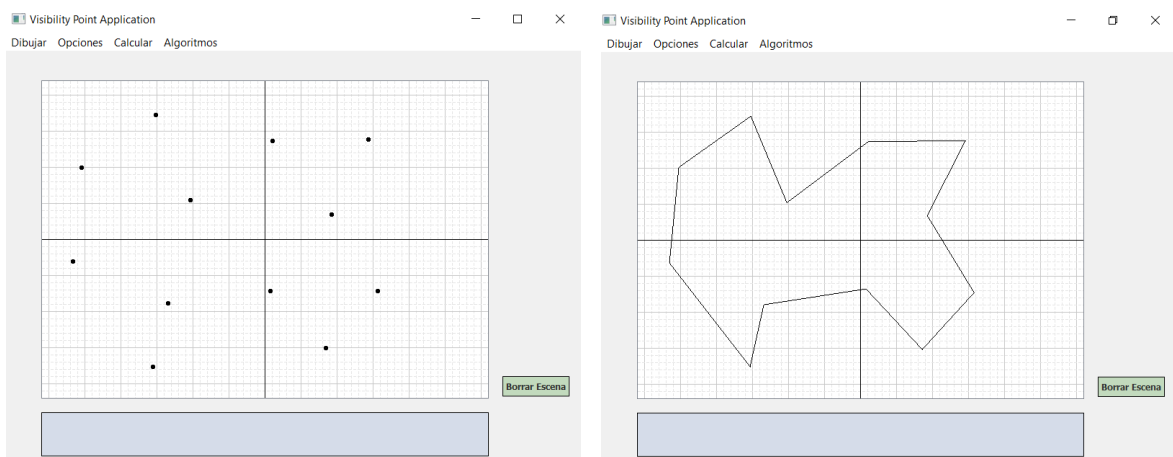 Visibility Point Application
Dibujar Opciones Calcular Algoritmos
Borrar Escena
Visibility Point Application
Dibujar Opciones Calcular Algoritmos
Borrar Escena